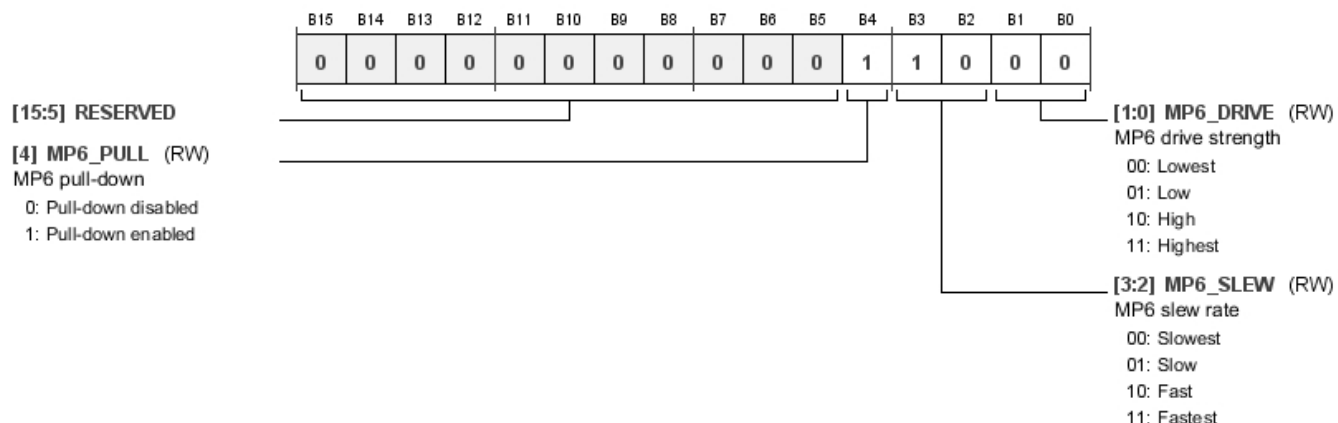 B15 B14 B13 B12 B11 B10 B9 B8 B7 B6 B5 B4 B3 B2 B1 B0
0 0 0 0 0 0 0 0 0 0 0 1 1 0 0 0
[15:5] RESERVED
[4] MP6_PULL (RW)
MP6 pull-down
0: Pull-down disabled
1: Pull-down enabled
[1:0] MP6_DRIVE (RW)
MP6 drive strength
00: Lowest
01: Low
10: High
11: Highest
[3:2] MP6_SLEW (RW)
MP6 slew rate
00: Slowest
01: Slow
10: Fast
11: Fastest